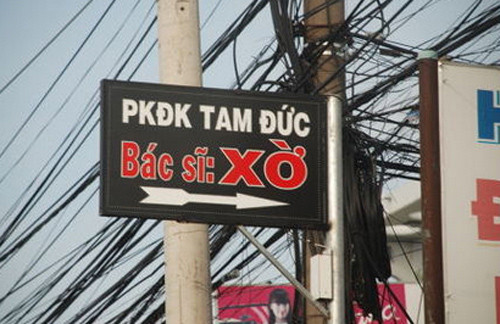 PKĐK TAM ĐỨC
Bác sĩ: XỜ